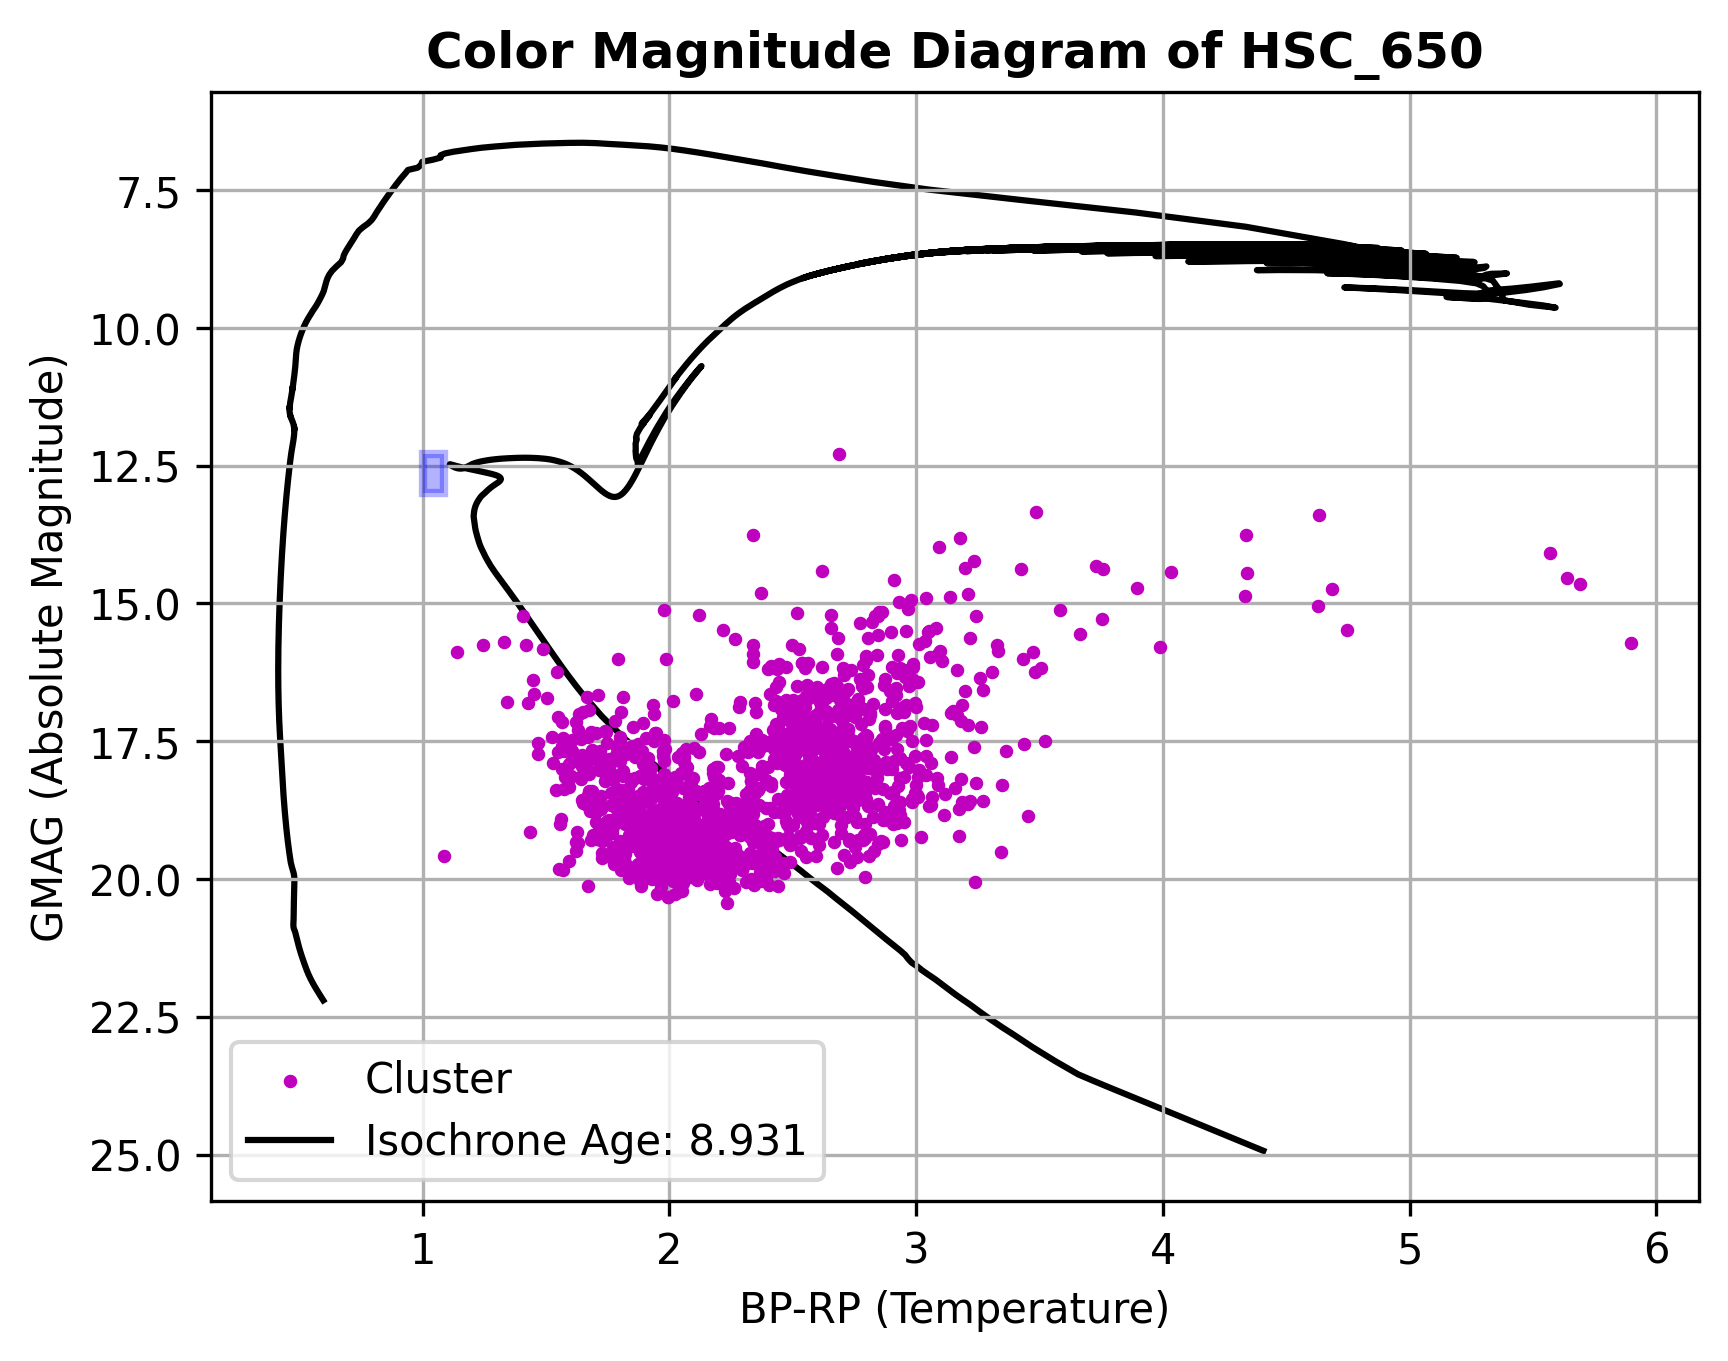 Color Magnitude Diagram of HSC_650
GMAG (Absolute Magnitude)
7.5
10.0
12.5
15.0
17.5
20.0
22.5
25.0
Cluster
Isochrone Age: 8.931
1 2 3 4 5 6
BP-RP (Temperature)